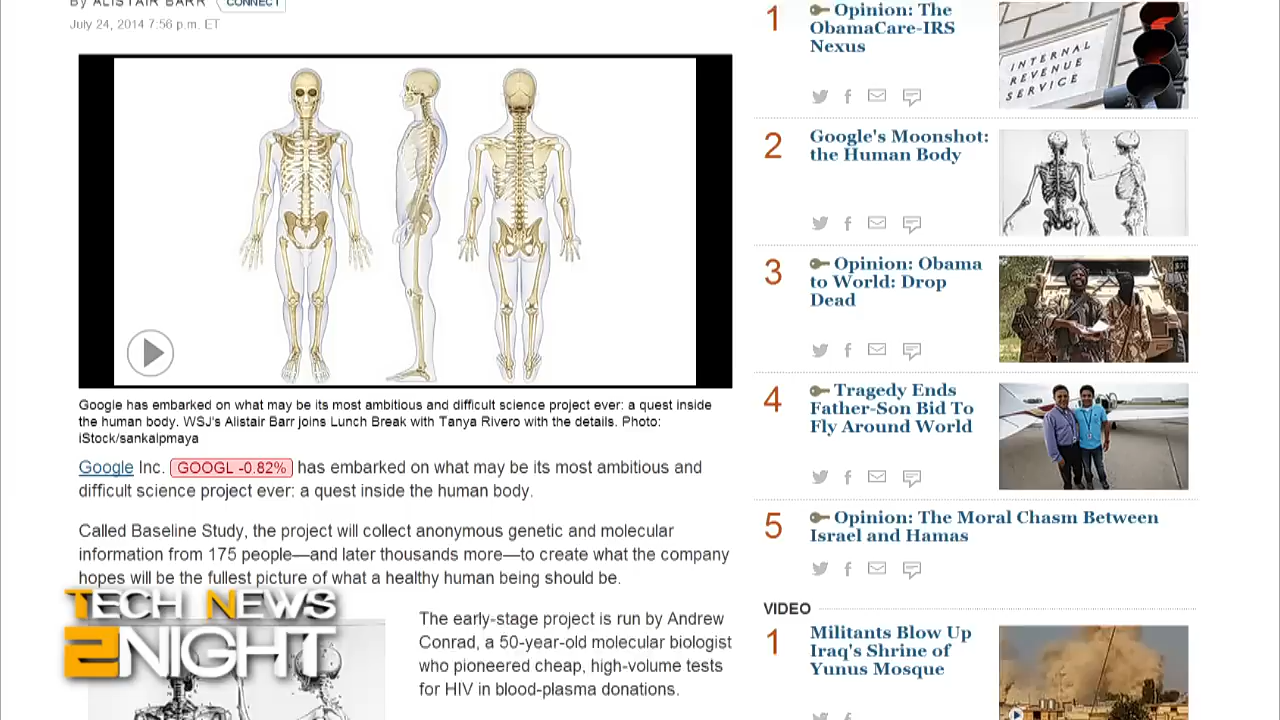 By ALISTAIR BARR
CONNECT
July 24, 2014 7:56 p.m. ET
Google has embarked on what may be its most ambitious and difficult science project ever: a quest inside
the human body. WSJ's Alistair Barr joins Lunch Break with Tanya Rivero with the details. Photo:
iStock/sankalpmaya
Google Inc. GOOGL -0.82% has embarked on what may be its most ambitious and
difficult science project ever: a quest inside the human body.
Called Baseline Study, the project will collect anonymous genetic and molecular
information from 175 people—and later thousands more—to create what the company
hopes will be the fullest picture of what a healthy human being should be.
The early-stage project is run by Andrew
Conrad, a 50-year-old molecular biologist
who pioneered cheap, high-volume tests
for HIV in blood-plasma donations.
TECH NEWS
2NIGHT
1
Opinion: The
ObamaCare-IRS
Nexus
INTERNAL
REVENUE
SERVICE
2
Google's Moonshot:
the Human Body
3
Opinion: Obama
to World: Drop
Dead
4
Tragedy Ends
Father-Son Bid To
Fly Around World
5
Opinion: The Moral Chasm Between
Israel and Hamas
VIDEO
1
Militants Blow Up
Iraq's Shrine of
Yunus Mosque